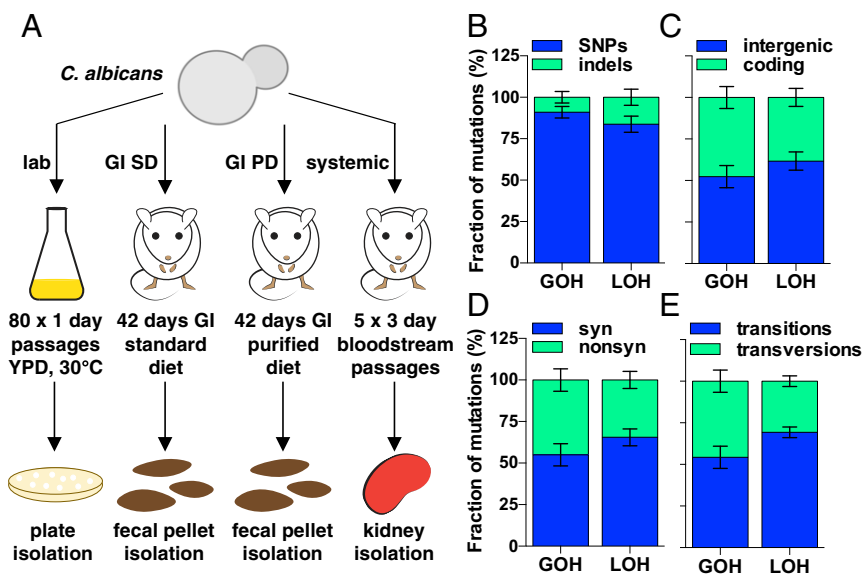 A
C. albicans
lab
GI SD
GI PD
systemic
80 x 1 day
passages
YPD, 30°C
42 days GI
standard
diet
42 days GI
purified
diet
5 x 3 day
bloodstream
passages
plate
isolation
fecal pellet
isolation
fecal pellet
isolation
kidney
isolation
B
SNPs
indels
Fraction of mutations (%)
125
100
75
50
25
0
GOH
LOH
C
intergenic
coding
GOH
LOH
D
syn
nonsyn
Fraction of mutations (%)
125
100
75
50
25
0
GOH
LOH
E
transitions
transversions
GOH
LOH